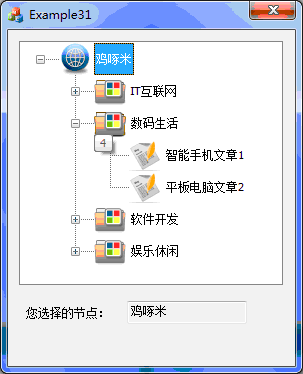 Example31
鸡啄米
IT互联网
数码生活
4
智能手机文章1
平板电脑文章2
软件开发
娱乐休闲
您选择的节点： 鸡啄米